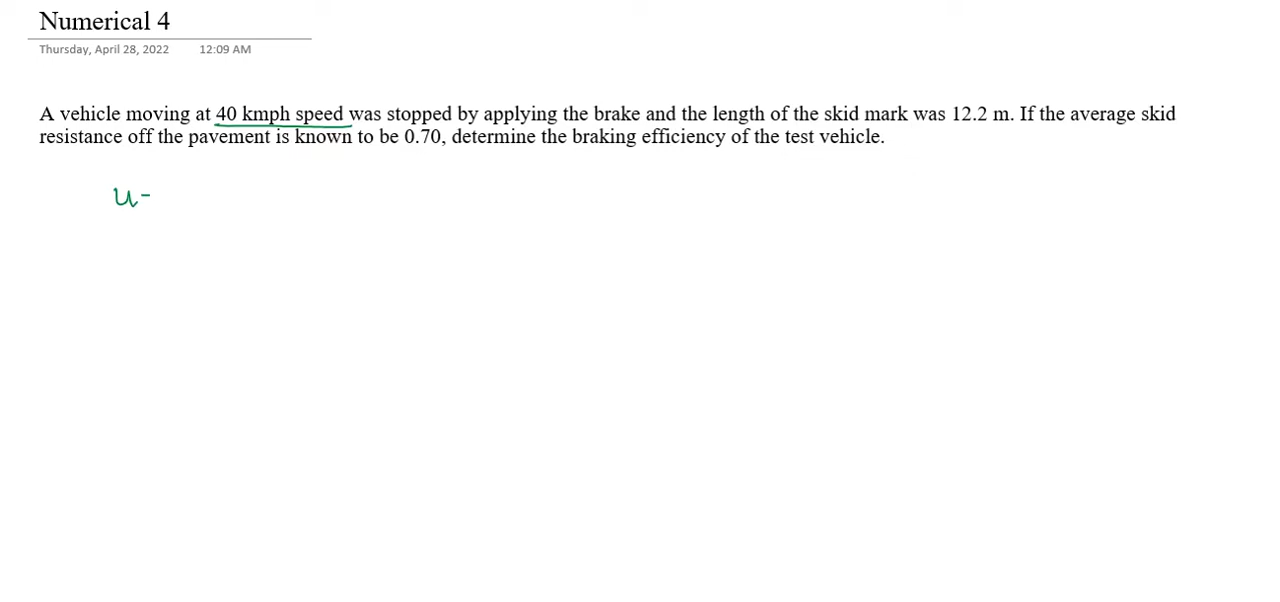 Numerical 4
Thursday, April 28, 2022 12:09 AM
A vehicle moving at 40 kmph speed was stopped by applying the brake and the length of the skid mark was 12.2 m. If the average skid
resistance off the pavement is known to be 0.70, determine the braking efficiency of the test vehicle.
u-